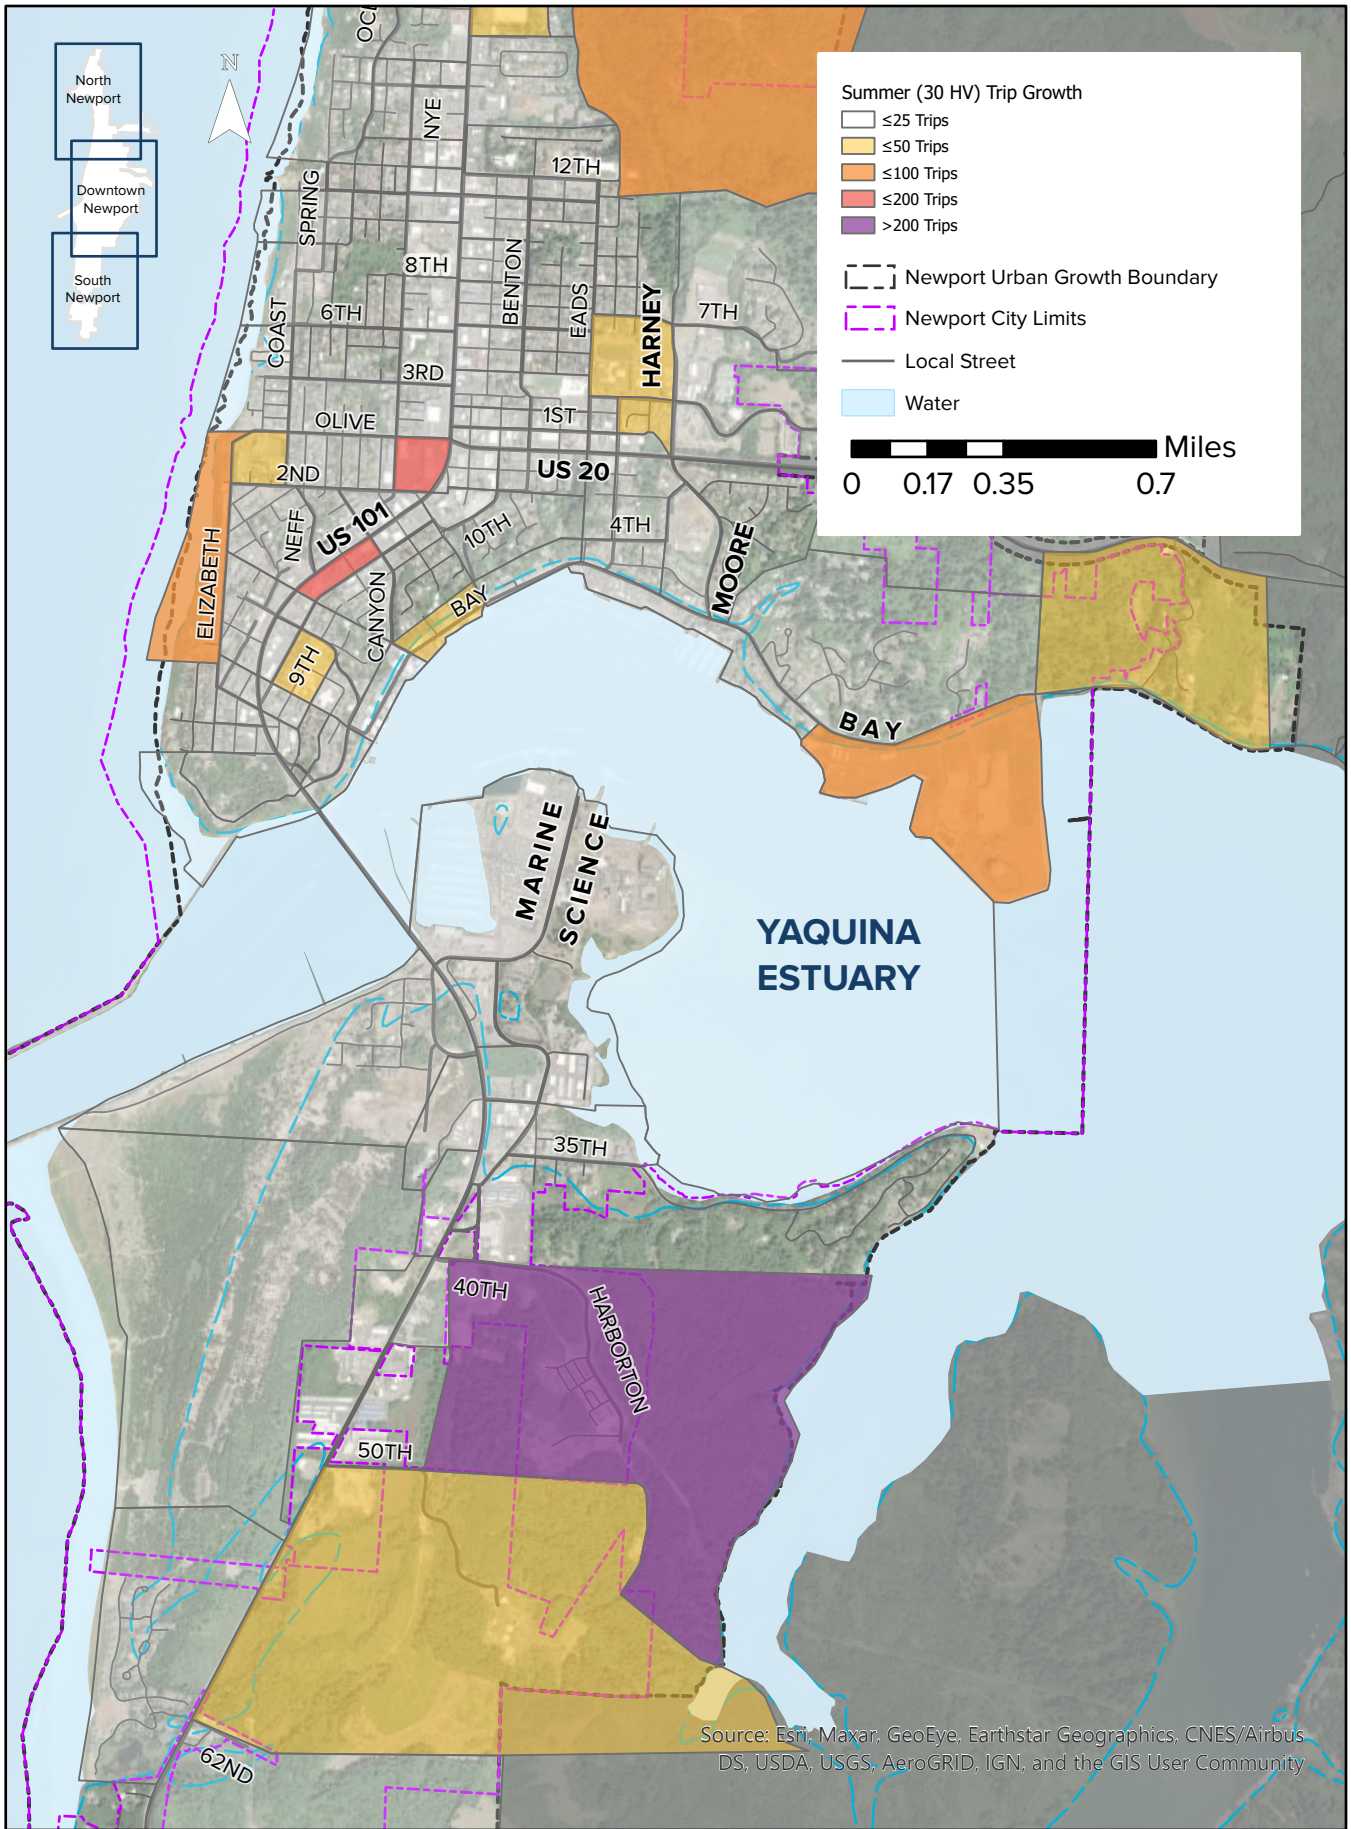 North
Newport
Downtown
Newport
South
Newport
N
Summer (30 HV) Trip Growth
≤25 Trips
≤50 Trips
≤100 Trips
≤200 Trips
>200 Trips
Newport Urban Growth Boundary
Newport City Limits
Local Street
Water
Miles
0 0.17 0.35 0.7
NYE
12TH
SPRING
8TH
BENTON
EADS
HARNEY
7TH
COAST
6TH
3RD
OLIVE
1ST
2ND
US 20
NEFF
US 101
10TH
4TH
MOORE
ELIZABETH
CANYON
BAY
9TH
BAY
MARINE
SCIENCE
YAQUINA
ESTUARY
35TH
40TH
HARBORTON
50TH
62ND
Source: Esri, Maxar, GeoEye, Earthstar Geographics, CNES/Airbus
DS, USDA, USGS, AeroGRID, IGN, and the GIS User Community